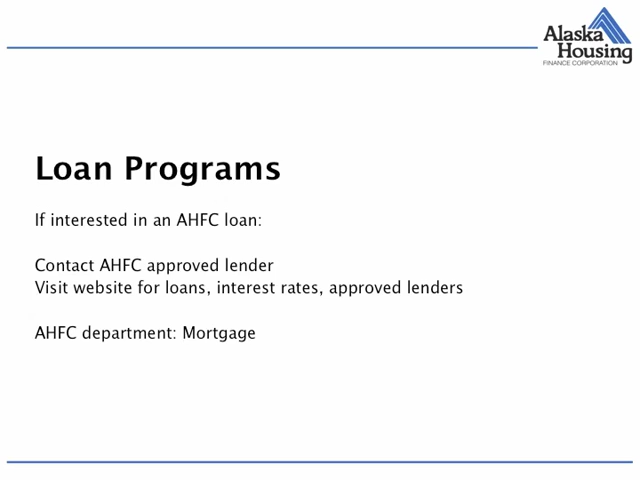 Alaska
Housing
FINANCE CORPORATION
Loan Programs
If interested in an AHFC loan:
Contact AHFC approved lender
Visit website for loans, interest rates, approved lenders
AHFC department: Mortgage